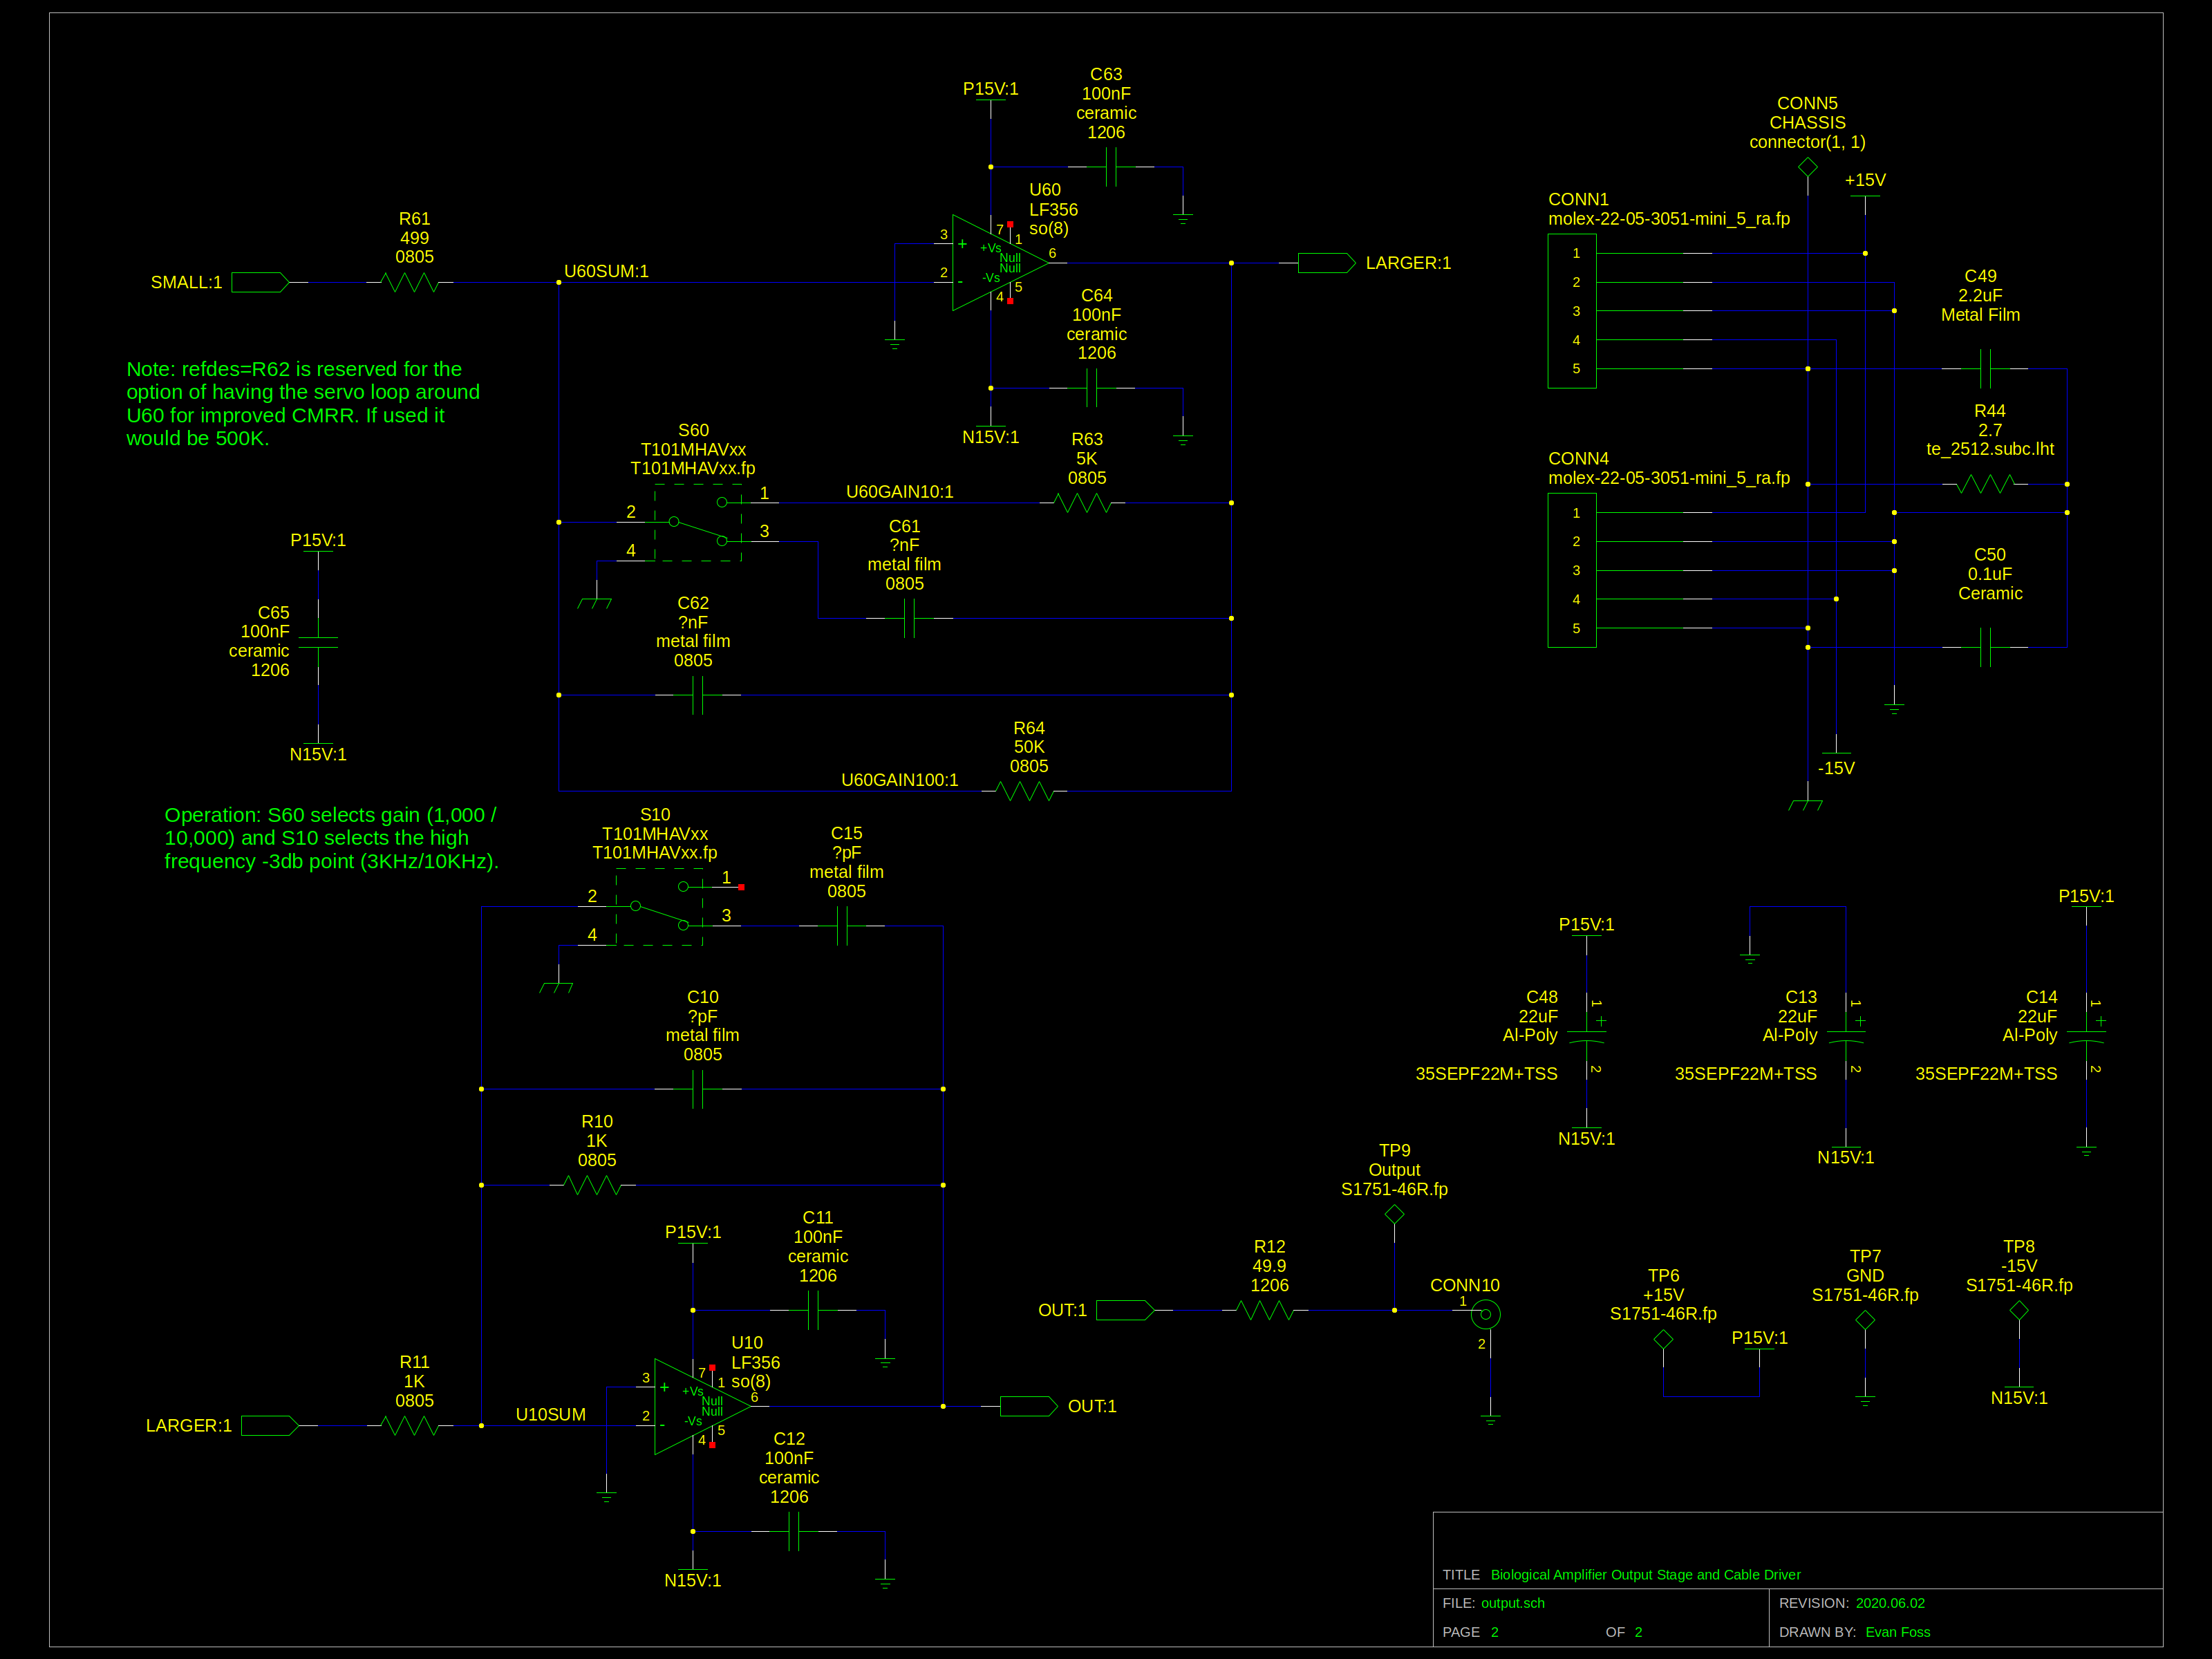 P15V:1
C63
100nF
ceramic
1206
U60
LF356
so(8)
3
2
7
1
+Vs
Null
Null
-Vs
4
5
6
+
-
C64
100nF
ceramic
1206
N15V:1
LARGER:1
SMALL:1
R61
499
0805
U60SUM:1
Note: refdes=R62 is reserved for the
option of having the servo loop around
U60 for improved CMRR. If used it
would be 500K.
S60
T101MHAVxx
T101MHAVxx.fp
2
4
1
3
U60GAIN10:1
R63
5K
0805
C61
?nF
metal film
0805
C62
?nF
metal film
0805
R64
50K
0805
U60GAIN100:1
P15V:1
C65
100nF
ceramic
1206
N15V:1
CONN5
CHASSIS
connector(1, 1)
+15V
CONN1
molex-22-05-3051-mini_5_ra.fp
1
2
3
4
5
C49
2.2uF
Metal Film
R44
2.7
te_2512.subc.lht
CONN4
molex-22-05-3051-mini_5_ra.fp
1
2
3
4
5
C50
0.1uF
Ceramic
-15V
Operation: S60 selects gain (1,000 /
10,000) and S10 selects the high
frequency -3db point (3KHz/10KHz).
S10
T101MHAVxx
T101MHAVxx.fp
2
4
1
3
C15
?pF
metal film
0805
C10
?pF
metal film
0805
R10
1K
0805
P15V:1
C11
100nF
ceramic
1206
U10
LF356
so(8)
3
2
7
1
+Vs
Null
Null
-Vs
4
5
6
+
-
C12
100nF
ceramic
1206
N15V:1
LARGER:1
R11
1K
0805
U10SUM
OUT:1
OUT:1
R12
49.9
1206
TP9
Output
S1751-46R.fp
CONN10
1
2
P15V:1
C48
22uF
Al-Poly
35SEPF22M+TSS
1
+
2
N15V:1
C13
22uF
Al-Poly
35SEPF22M+TSS
1
+
2
N15V:1
P15V:1
C14
22uF
Al-Poly
35SEPF22M+TSS
1
+
2
TP6
+15V
S1751-46R.fp
P15V:1
TP7
GND
S1751-46R.fp
TP8
-15V
S1751-46R.fp
N15V:1
TITLE Biological Amplifier Output Stage and Cable Driver
FILE: output.sch
REVISION: 2020.06.02
PAGE 2 OF 2
DRAWN BY: Evan Foss